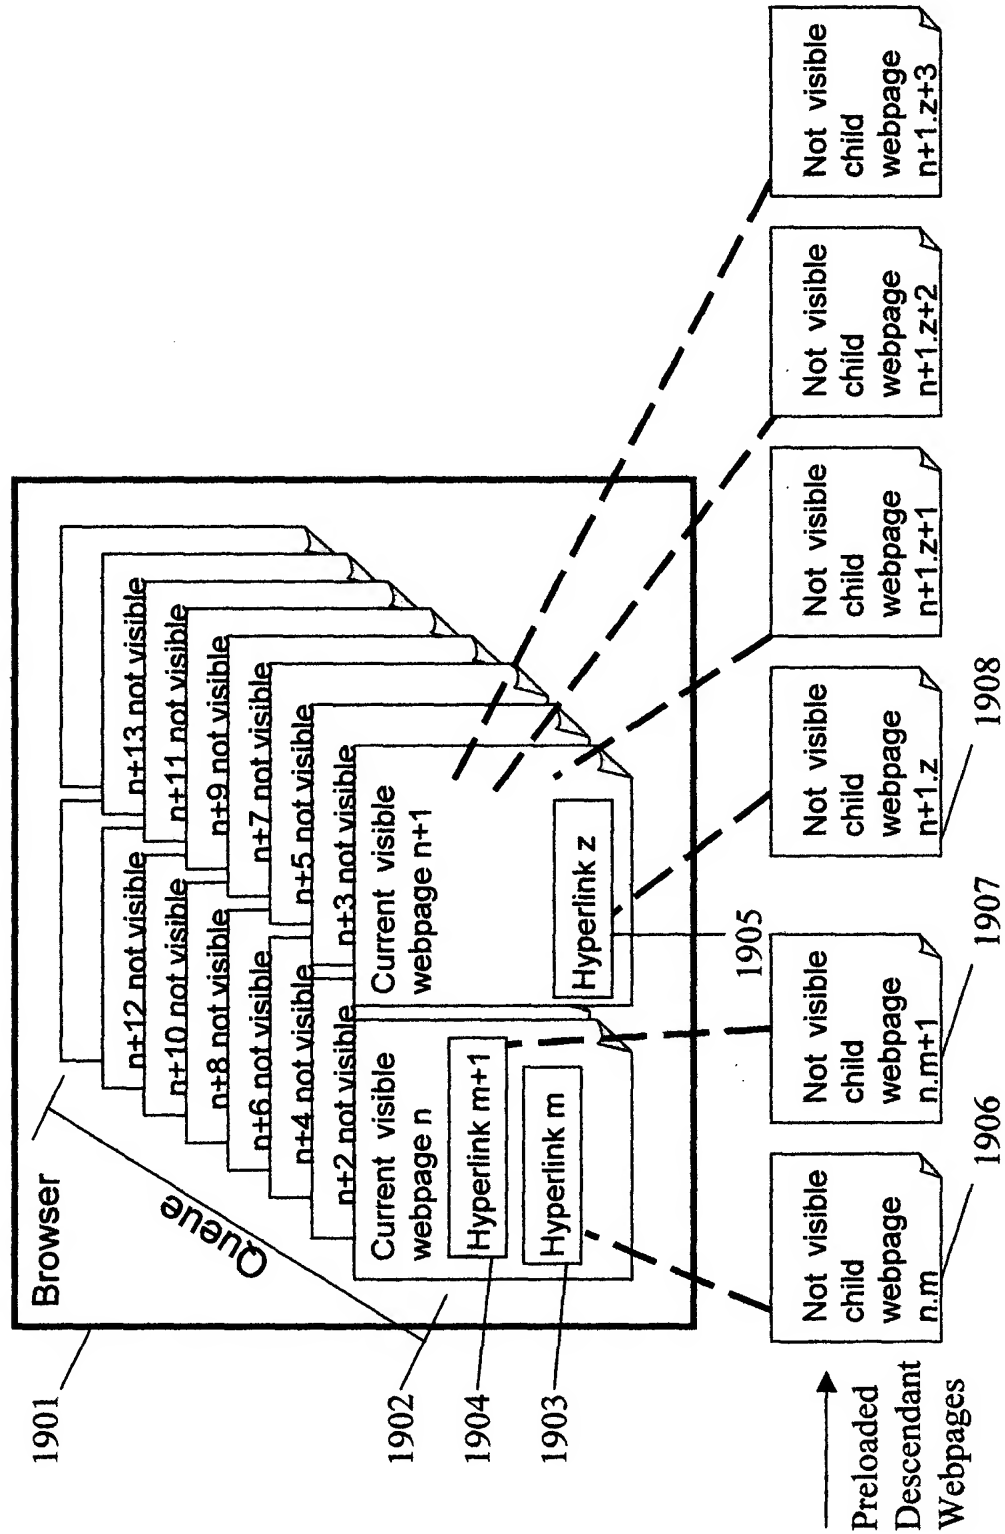 1901
Browser
Queue
n+12 not visible
n+13 not visible
n+10 not visible
n+11 not visible
n+8 not visible
n+9 not visible
n+6 not visible
n+7 not visible
n+4 not visible
n+5 not visible
n+2 not visible
n+3 not visible
1902
Current visible
webpage n
Current visible
webpage n+1
1904
Hyperlink m+1
1903
Hyperlink m
Hyperlink z
1905
Preloaded
Descendant
Webpages
Not visible
child
webpage
n.m
1906
Not visible
child
webpage
n.m+1
1907
Not visible
child
webpage
n+1.z
1908
Not visible
child
webpage
n+1.z+1
Not visible
child
webpage
n+1.z+2
Not visible
child
webpage
n+1.z+3